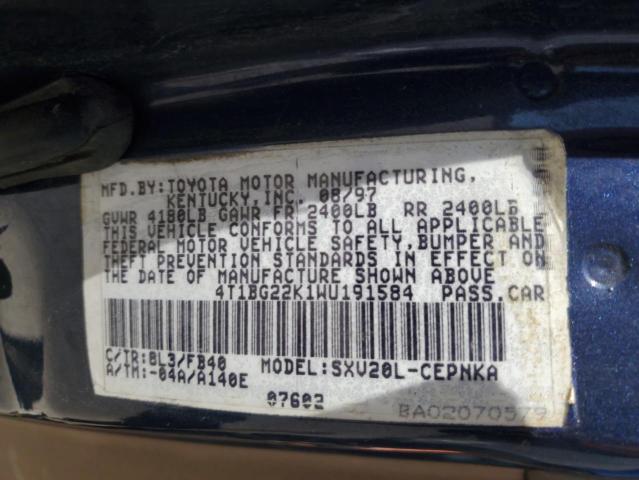 MFD.BY:TOYOTA MOTOR MANUFACTURING,
KENTUCKY,INC. 08/97
GVWR 4180LB GAWR FR 2400LB RR 2400LB
THIS VEHICLE CONFORMS TO ALL APPLICABLE
FEDERAL MOTOR VEHICLE SAFETY,BUMPER AND
THEFT PREVENTION STANDARDS IN EFFECT ON
THE DATE OF MANUFACTURE SHOWN ABOVE
4T1BG22K1WU191584 PASS.CAR
C/TR:8L3/FB40 MODEL:SXV20L-CEPNKA
A/TM:-04A/A140E
07602
BA02070579